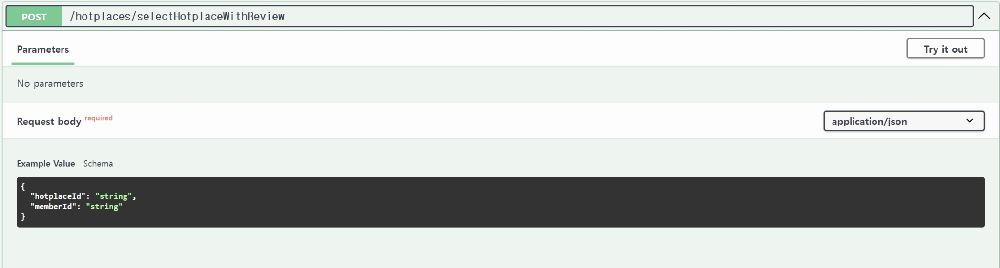 POST /hotplaces/selectHotplaceWithReview
Parameters
Try it out
No parameters
Request body required
application/json
Example Value Schema
{
"hotplaceId": "string",
"memberId": "string"
}